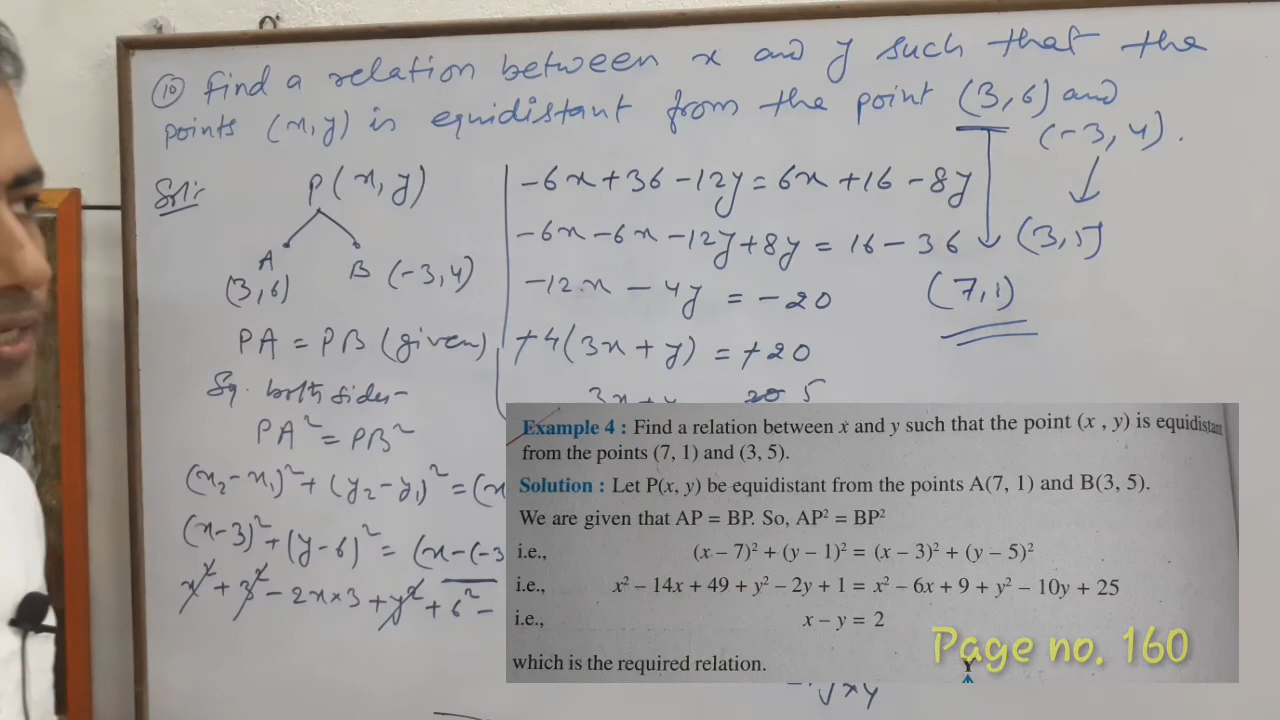 (10) Find a relation between x and y such that the
points (x, y) is equidistant from the point (3, 6) and
(-3, 4).
Sol:
P(x, y)
A
(3, 6)
B (-3, 4)
PA = PB (given)
Sq. both sides-
PA² = PB²
(x₂-x₁)² + (y₂-y₁)² = (x
(x-3)² + (y-6)² = (x-(-3
x² + 3² - 2x×3 + y² + 6² -
-6x + 36 - 12y = 6x + 16 - 8y
-6x - 6x - 12y + 8y = 16 - 36
-12x - 4y = -20
+4(3x + y) = +20
3x + y 20 5
(3, 5)
(7, 1)
Example 4 : Find a relation between x and y such that the point (x , y) is equidistant
from the points (7, 1) and (3, 5).
Solution : Let P(x, y) be equidistant from the points A(7, 1) and B(3, 5).
We are given that AP = BP. So, AP² = BP²
i.e., (x – 7)² + (y – 1)² = (x – 3)² + (y – 5)²
i.e., x² – 14x + 49 + y² – 2y + 1 = x² – 6x + 9 + y² – 10y + 25
i.e., x – y = 2
which is the required relation.
Page no. 160
Y
xy